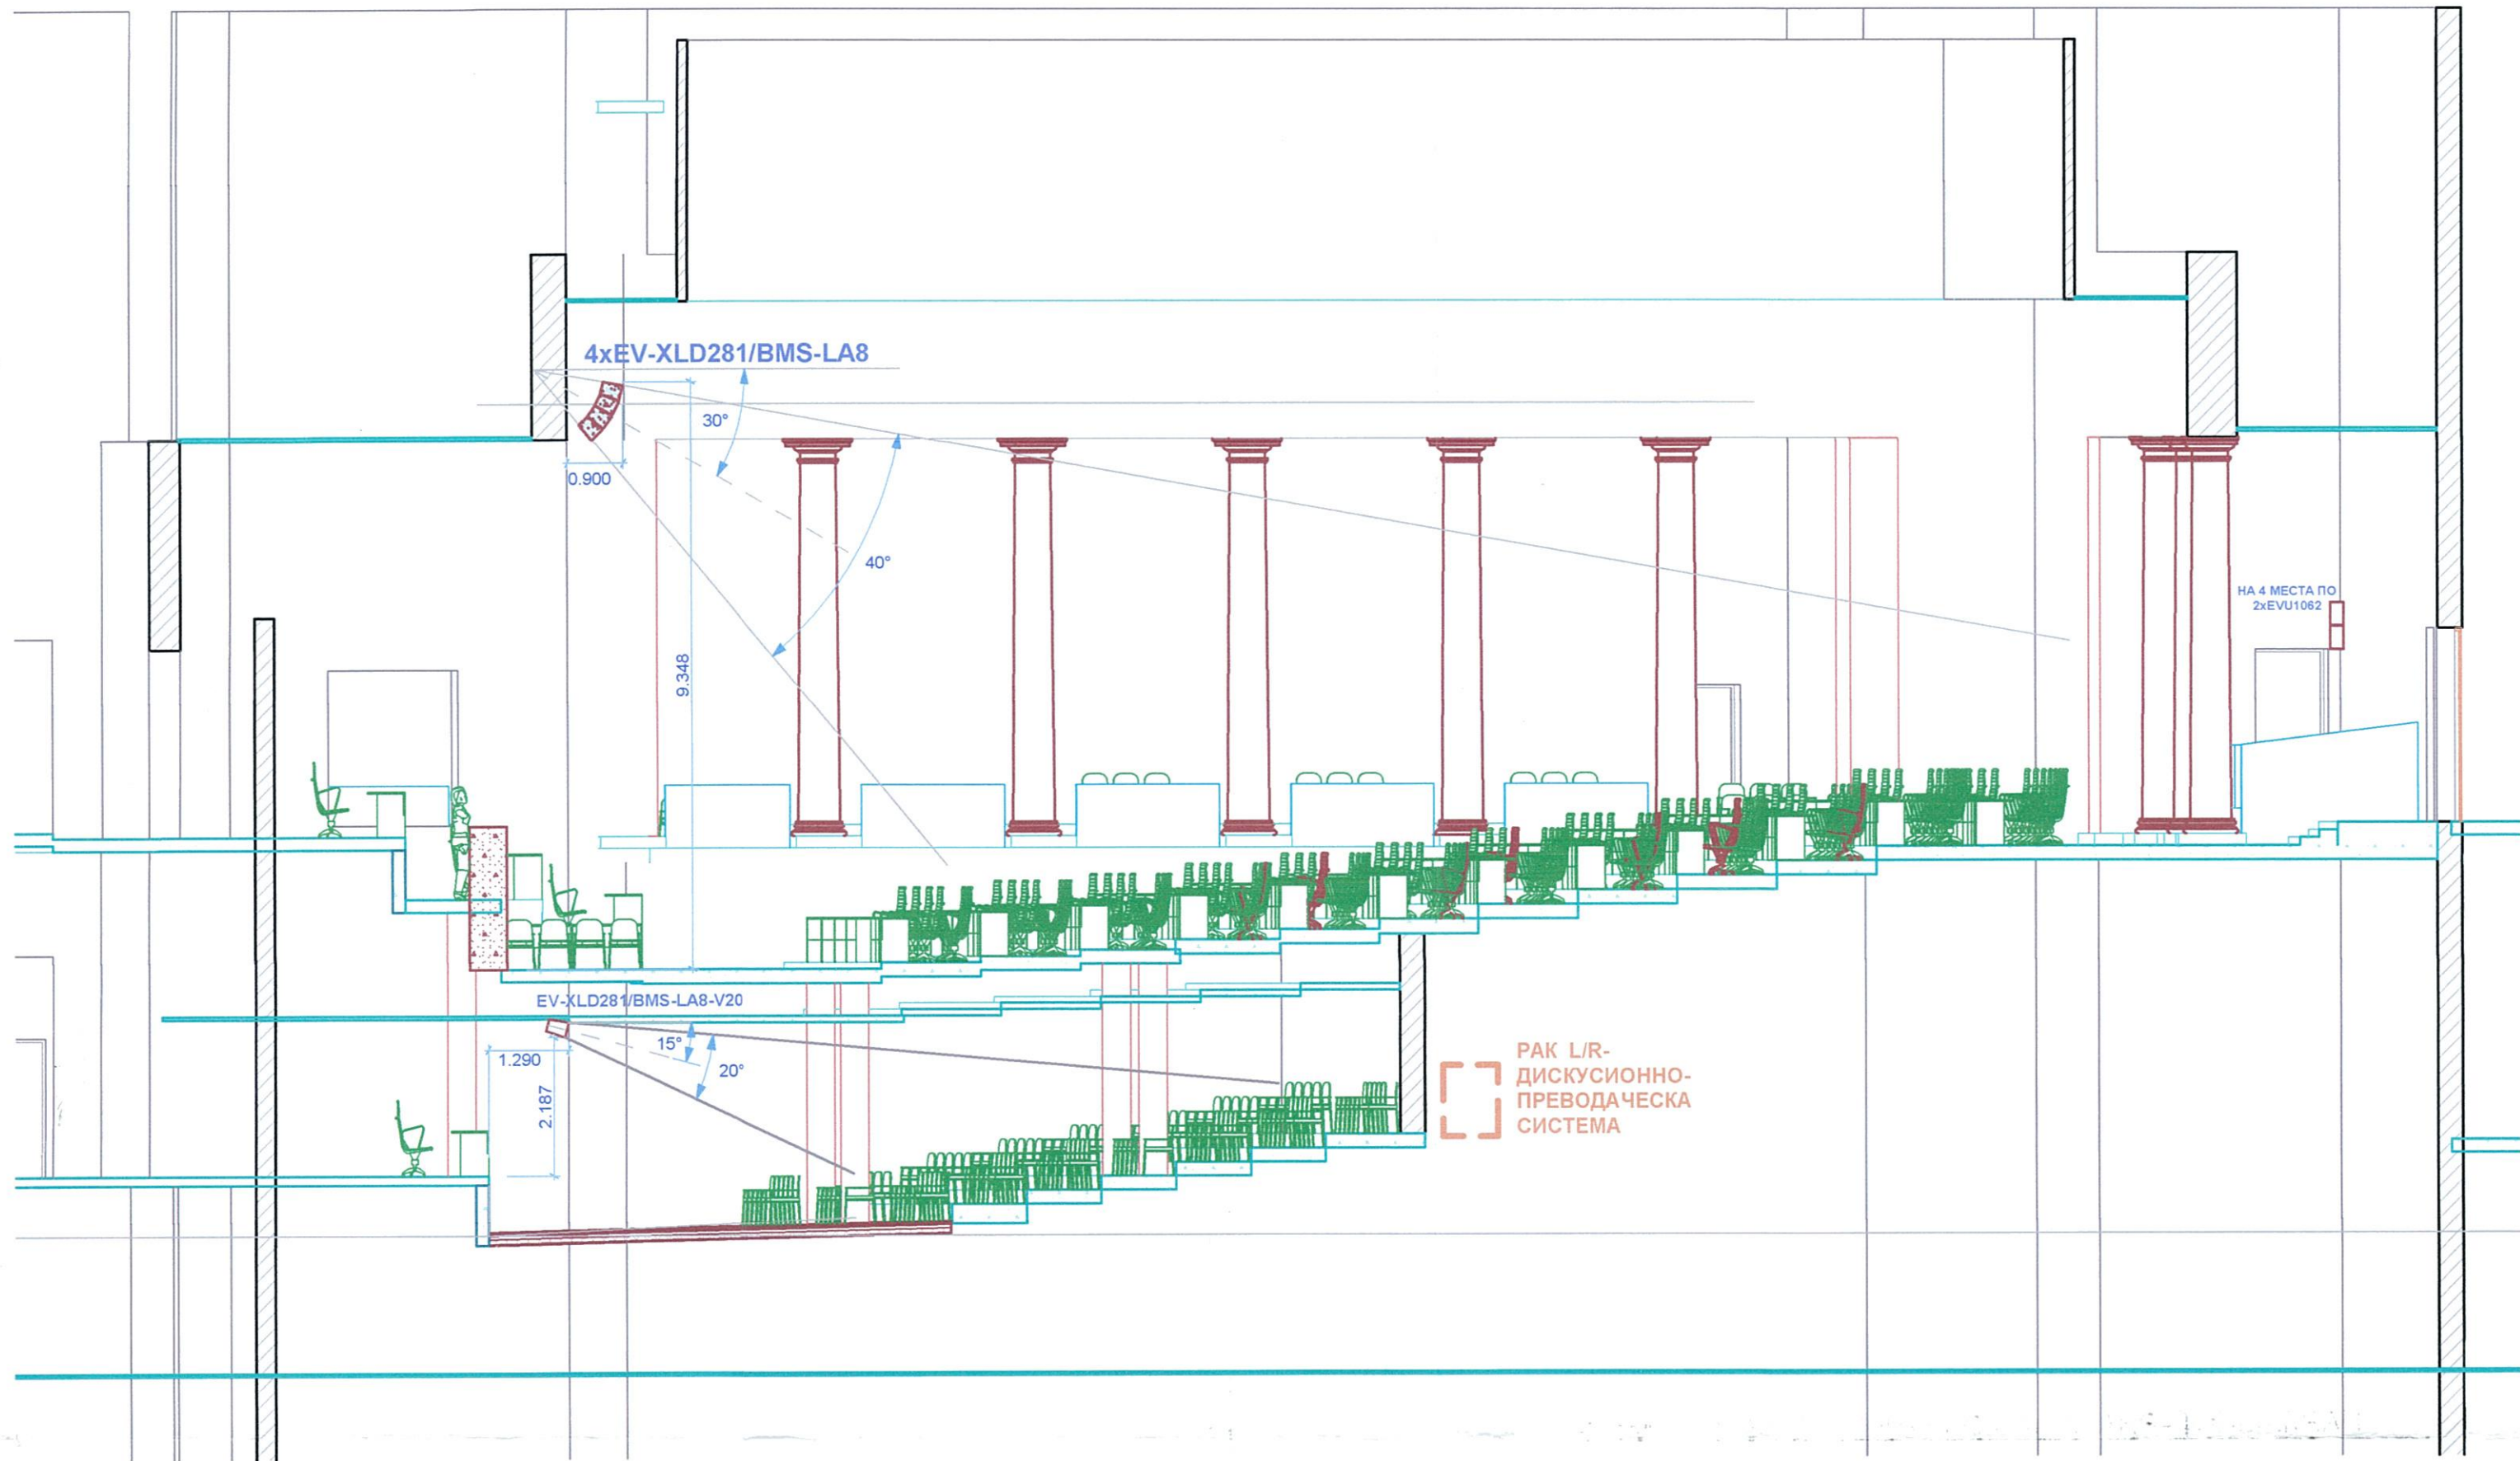 4xEV-XLD281/BMS-LA8
30°
0.900
40°
9.348
НА 4 МЕСТА ПО
2xEVU1062
EV-XLD281/BMS-LA8-V20
15°
1.290
20°
2.187
РАК L/R-
ДИСКУСИОННО-
ПРЕВОДАЧЕСКА
СИСТЕМА